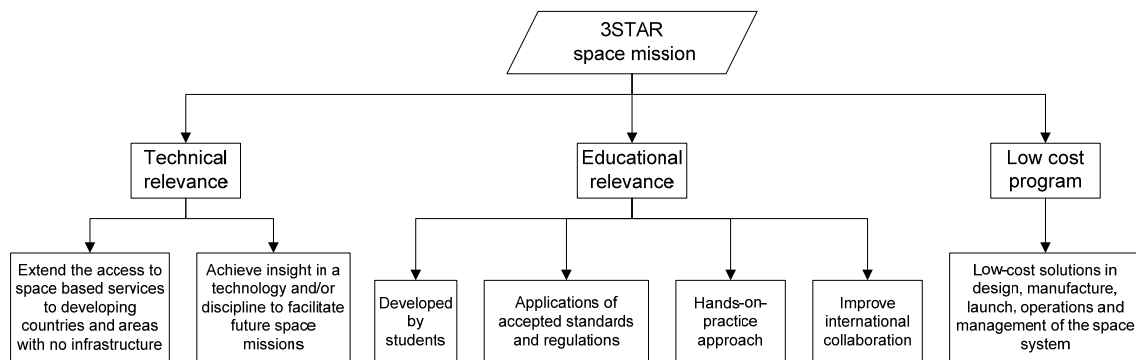 3STAR
space mission
Technical
relevance
Educational
relevance
Low cost
program
Extend the access to
space based services
to developing
countries and areas
with no infrastructure
Achieve insight in a
technology and/or
discipline to facilitate
future space
missions
Developed
by
students
Applications of
accepted standards
and regulations
Hands-on-
practice
approach
Improve
international
collaboration
Low-cost solutions in
design, manufacture,
launch, operations and
management of the space
system